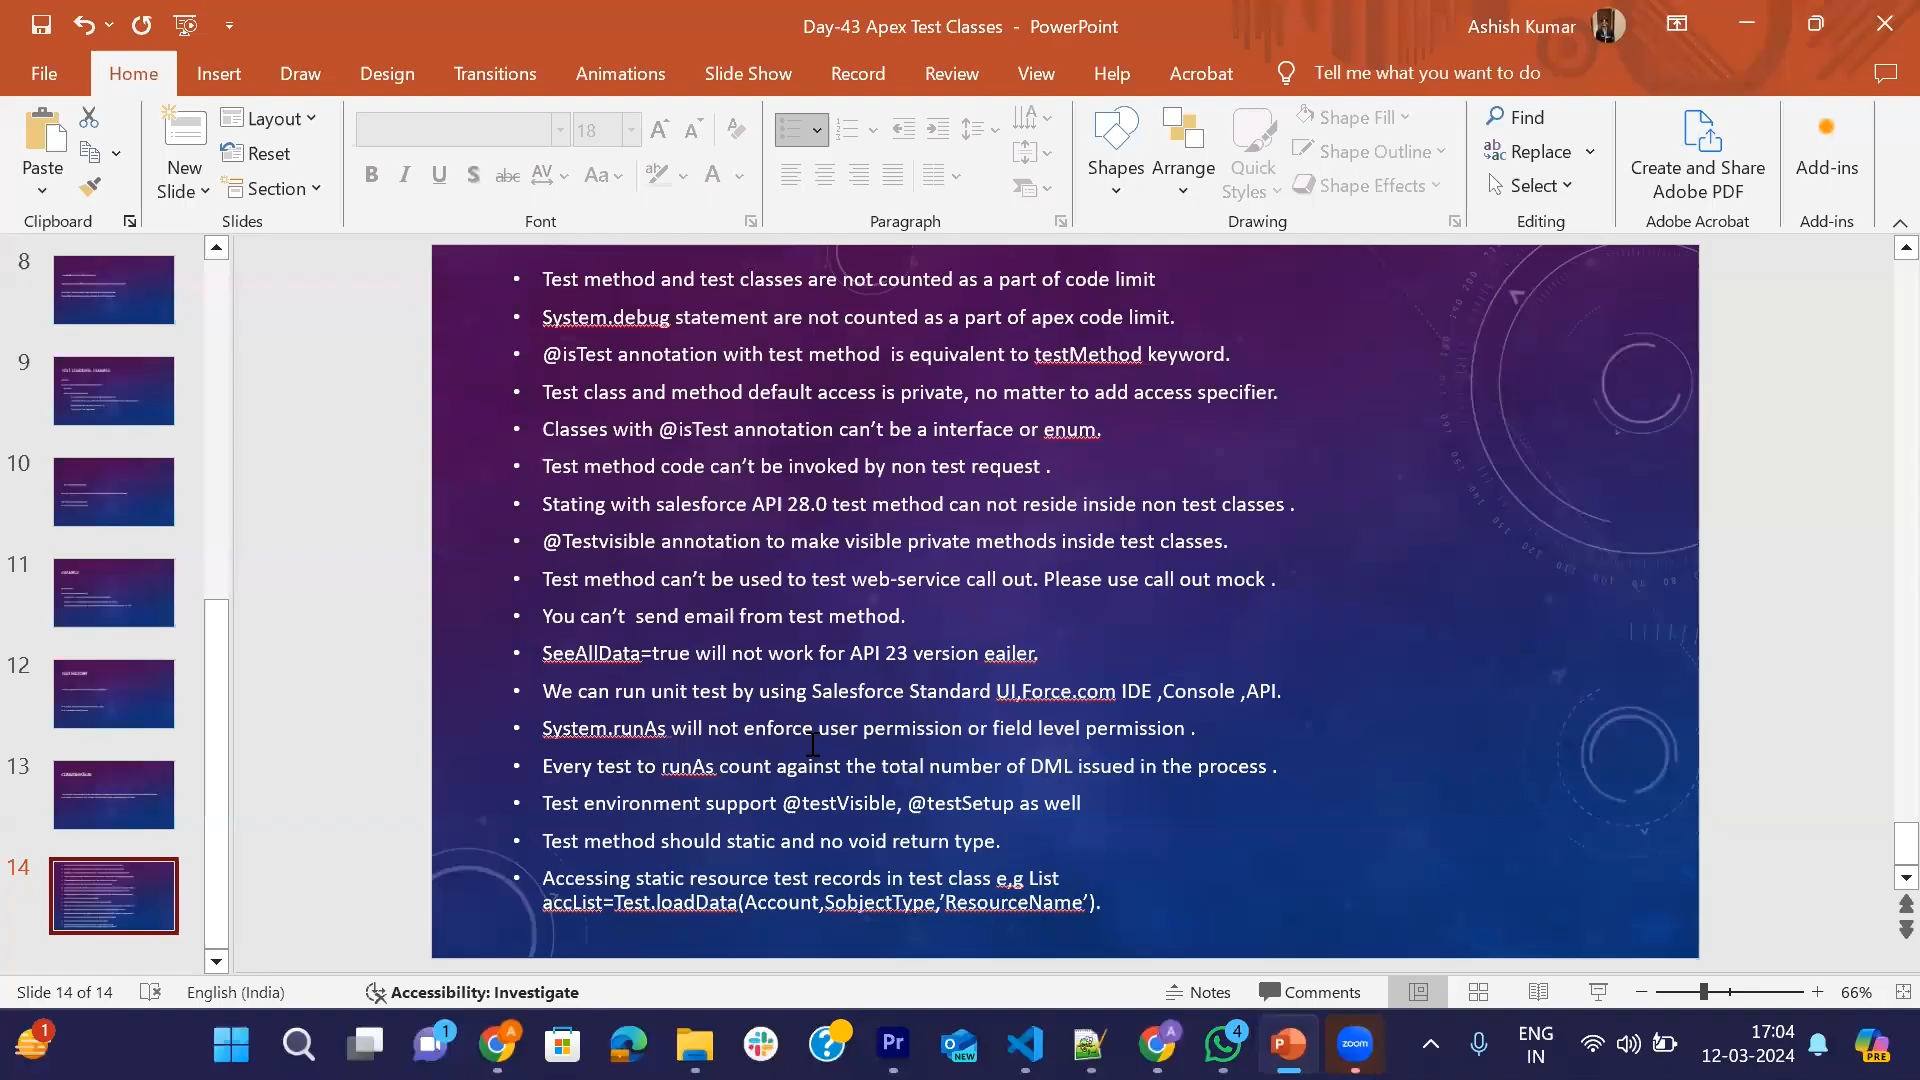 Day-43 Apex Test Classes - PowerPoint
Ashish Kumar
File Home Insert Draw Design Transitions Animations Slide Show Record Review View Help Acrobat Tell me what you want to do
Paste
Clipboard
New
Slide
Layout
Reset
Section
Slides
18
Font
Paragraph
Shapes
Arrange
Quick
Styles
Shape Fill
Shape Outline
Shape Effects
Drawing
Find
Replace
Select
Editing
Create and Share
Adobe PDF
Adobe Acrobat
Add-ins
Add-ins
8
9
10
11
12
13
14
• Test method and test classes are not counted as a part of code limit
• System.debug statement are not counted as a part of apex code limit.
• @isTest annotation with test method is equivalent to testMethod keyword.
• Test class and method default access is private, no matter to add access specifier.
• Classes with @isTest annotation can’t be a interface or enum.
• Test method code can’t be invoked by non test request .
• Stating with salesforce API 28.0 test method can not reside inside non test classes .
• @Testvisible annotation to make visible private methods inside test classes.
• Test method can’t be used to test web-service call out. Please use call out mock .
• You can’t send email from test method.
• SeeAllData=true will not work for API 23 version eailer.
• We can run unit test by using Salesforce Standard UI,Force.com IDE ,Console ,API.
• System.runAs will not enforce user permission or field level permission .
• Every test to runAs count against the total number of DML issued in the process .
• Test environment support @testVisible, @testSetup as well
• Test method should static and no void return type.
• Accessing static resource test records in test class e,g List
accList=Test.loadData(Account,SobjectType,’ResourceName’).
Slide 14 of 14 English (India) Accessibility: Investigate Notes Comments 66%
ENG
IN
17:04
12-03-2024